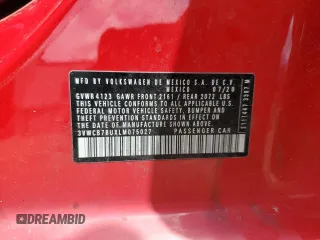 MFD BY VOLKSWAGEN DE MEXICO S.A. DE C.V.
MEXICO 07/20
GVWR 4123 GAWR FRONT 2161 / REAR 2072 LBS
THIS VEHICLE CONFORMS TO ALL APPLICABLE U.S.
FEDERAL MOTOR VEHICLE SAFETY BUMPER AND
THEFT PREVENTION STANDARDS IN EFFECT
ON THE DATE OF MANUFACTURE SHOWN ABOVE
3VWCB7BUXLM075027 PASSENGER CAR
DREAMBID